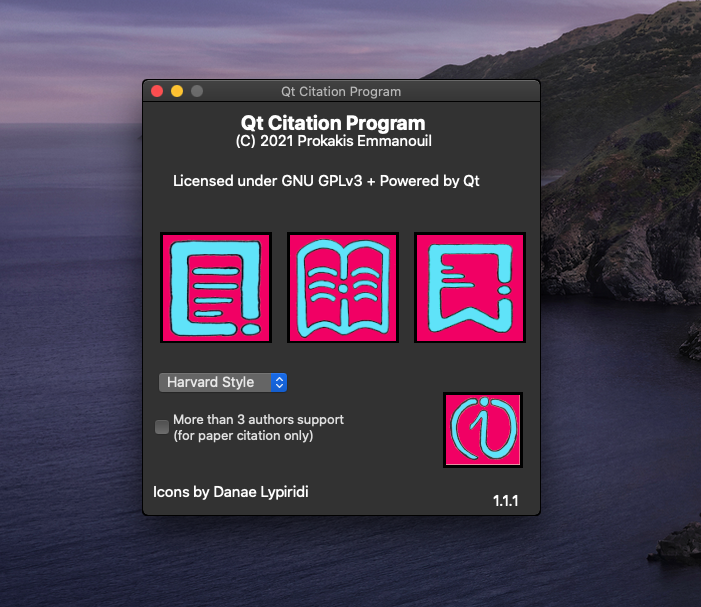 Qt Citation Program
Qt Citation Program
(C) 2021 Prokakis Emmanouil
Licensed under GNU GPLv3 + Powered by Qt
Harvard Style
More than 3 authors support
(for paper citation only)
Icons by Danae Lypiridi
1.1.1